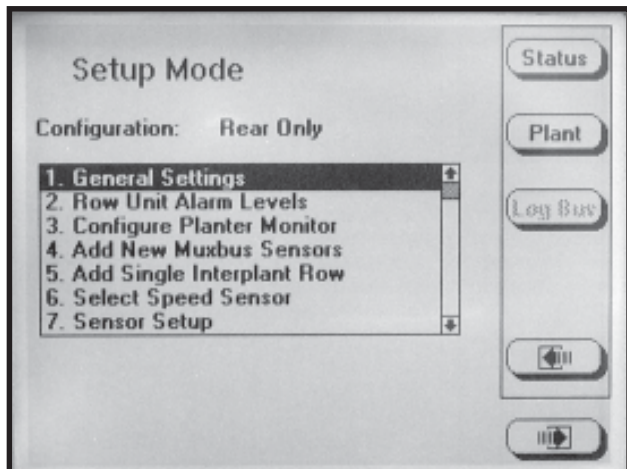 Setup Mode
Configuration: Rear Only
1. General Settings
2. Row Unit Alarm Levels
3. Configure Planter Monitor
4. Add New Muxbus Sensors
5. Add Single Interplant Row
6. Select Speed Sensor
7. Sensor Setup
Status
Plant
Log Bus